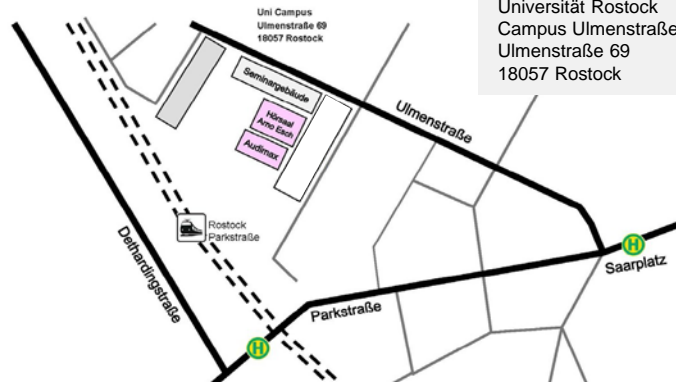 Uni Campus
Ulmenstraße 69
18057 Rostock
Universität Rostock
Campus Ulmenstraße
Ulmenstraße 69
18057 Rostock
Seminargebäude
Hörsaal
Arno Esch
Audimax
Ulmenstraße
Rostock
Parkstraße
Dethardingstraße
Parkstraße
Saarplatz
H
H